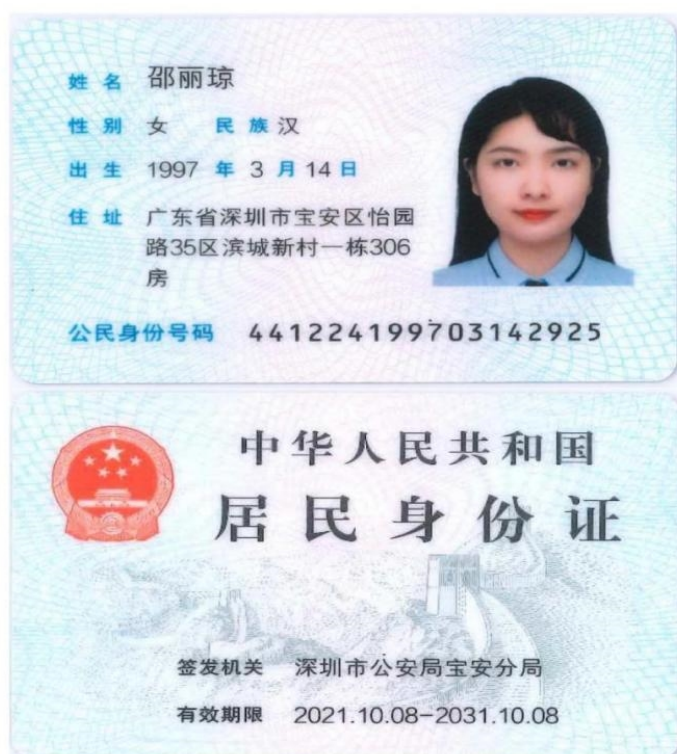 姓名 邵丽琼
性别 女 民族 汉
出生 1997 年 3 月 14 日
住址 广东省深圳市宝安区怡园
路35区滨城新村一栋306
房
公民身份号码 441224199703142925
中华人民共和国
居民身份证
签发机关 深圳市公安局宝安分局
有效期限 2021.10.08-2031.10.08